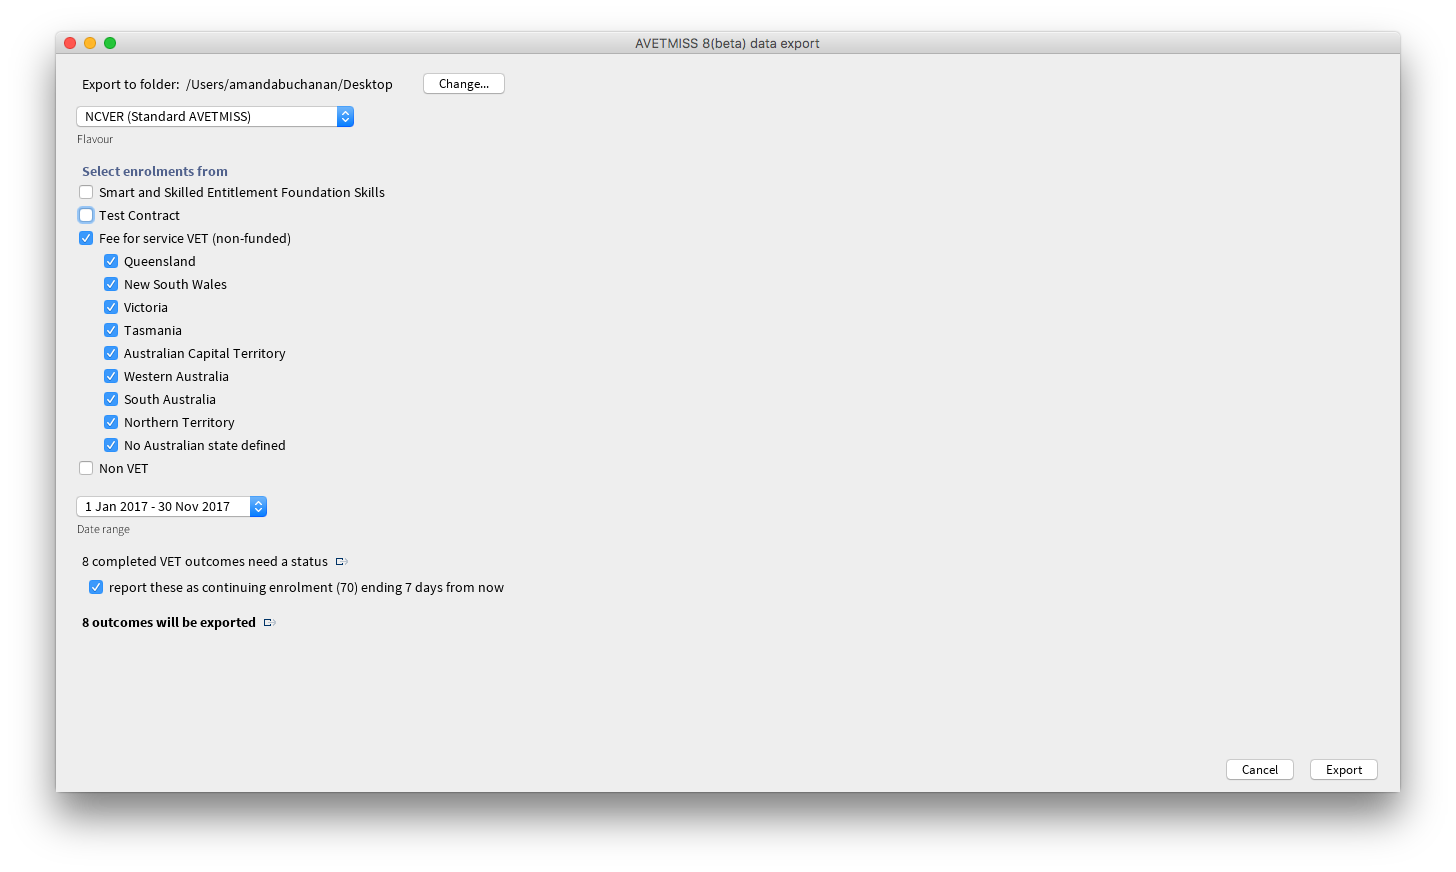 AVETMISS 8(beta) data export
Export to folder: /Users/amandabuchanan/Desktop Change...
NCVER (Standard AVETMISS)
Flavour
Select enrolments from
Smart and Skilled Entitlement Foundation Skills
Test Contract
Fee for service VET (non-funded)
Queensland
New South Wales
Victoria
Tasmania
Australian Capital Territory
Western Australia
South Australia
Northern Territory
No Australian state defined
Non VET
1 Jan 2017 - 30 Nov 2017
Date range
8 completed VET outcomes need a status
report these as continuing enrolment (70) ending 7 days from now
8 outcomes will be exported
Cancel Export